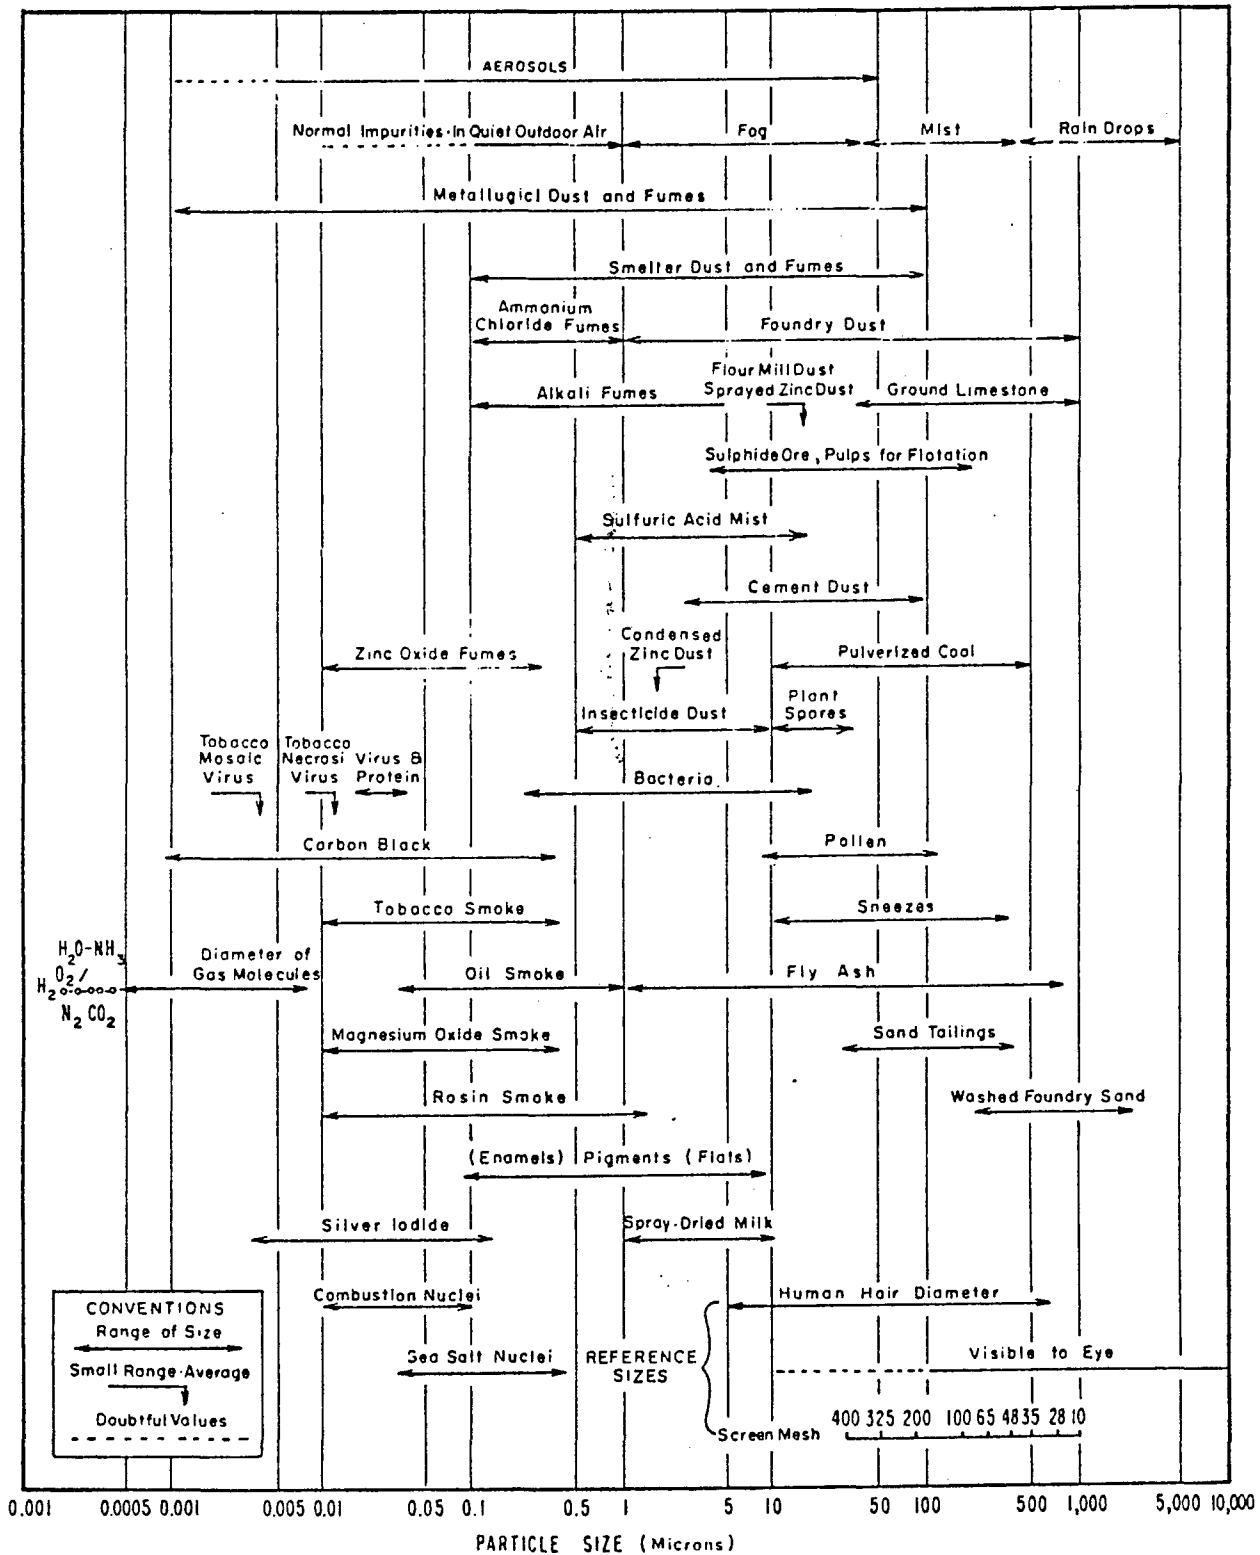 AEROSOLS
Normal Impurities-In Quiet Outdoor Air
Fog
Mist
Rain Drops
Metallugicl Dust and Fumes
Smelter Dust and Fumes
Ammonium
Chloride Fumes
Foundry Dust
Alkali Fumes
Flour Mill Dust
Sprayed Zinc Dust
Ground Limestone
Sulphide Ore, Pulps for Flotation
Sulfuric Acid Mist
Cement Dust
Zinc Oxide Fumes
Condensed
Zinc Dust
Pulverized Coal
Insecticide Dust
Plant
Spores
Tobacco
Mosaic
Virus
Tobacco
Necrosi
Virus
Virus &
Protein
Bacteria
Carbon Black
Pollen
Tobacco Smoke
Sneezes
H2O-NH3
O2/
H2
N2 CO2
Diameter of
Gas Molecules
Oil Smoke
Fly Ash
Magnesium Oxide Smoke
Sand Tailings
Rosin Smoke
Washed Foundry Sand
(Enamels) Pigments (Flats)
Silver Iodide
Spray-Dried Milk
Combustion Nuclei
Human Hair Diameter
Sea Salt Nuclei
REFERENCE
SIZES
Visible to Eye
Screen Mesh
400 325 200 100 65 48 35 28 10
CONVENTIONS
Range of Size
Small Range-Average
Doubtful Values
0.001 0.0005 0.001 0.005 0.01 0.05 0.1 0.5 1 5 10 50 100 500 1,000 5,000 10,000
PARTICLE SIZE (Microns)